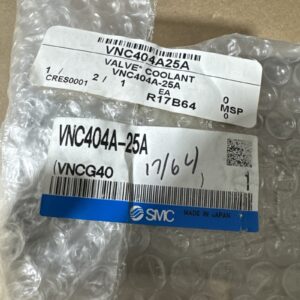 VNC404A25A
VALVE* COOLANT
VNC404A-25A
1 / 2 / 1 EA 0
CRES0001 R17B64 MSP
0
VNC404A-25A
(VNCG40 17/64)
1
SMC MADE IN JAPAN